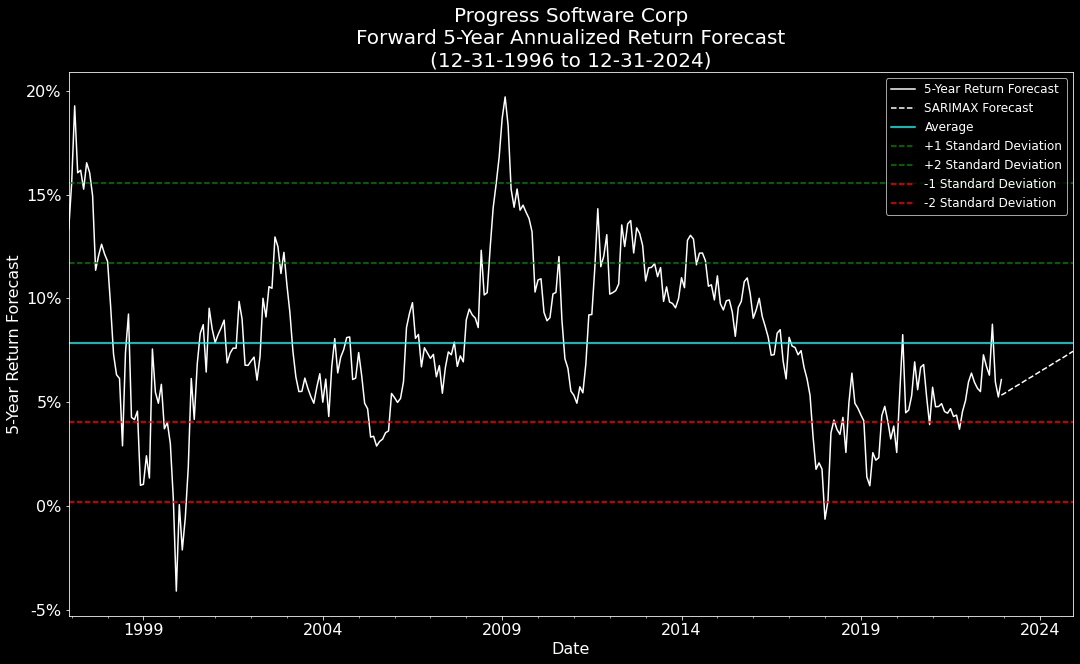 Progress Software Corp
Forward 5-Year Annualized Return Forecast
(12-31-1996 to 12-31-2024)
5-Year Return Forecast
SARIMAX Forecast
Average
+1 Standard Deviation
+2 Standard Deviation
-1 Standard Deviation
-2 Standard Deviation
5-Year Return Forecast
20%
15%
10%
5%
0%
-5%
1999
2004
2009
2014
2019
2024
Date